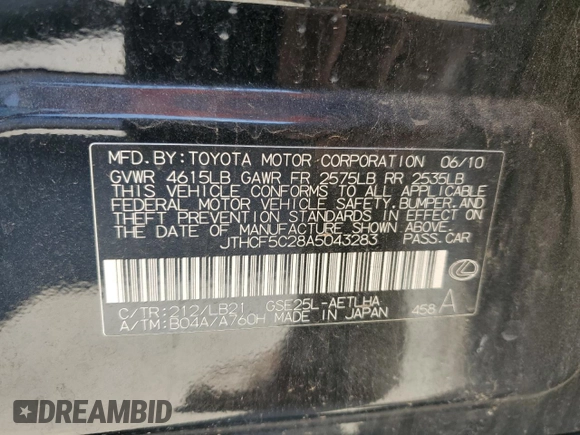 MFD.BY:TOYOTA MOTOR CORPORATION 06/10
GVWR 4615LB GAWR FR 2575LB RR 2535LB
THIS VEHICLE CONFORMS TO ALL APPLICABLE
FEDERAL MOTOR VEHICLE SAFETY,BUMPER,AND
THEFT PREVENTION STANDARDS IN EFFECT ON
THE DATE OF MANUFACTURE SHOWN ABOVE.
JTHCF5C28A5043283 PASS.CAR
C/TR:212/LB21 GSE25L-AETLHA 458 A
A/TM:B04A/A760H MADE IN JAPAN
DREAMBID